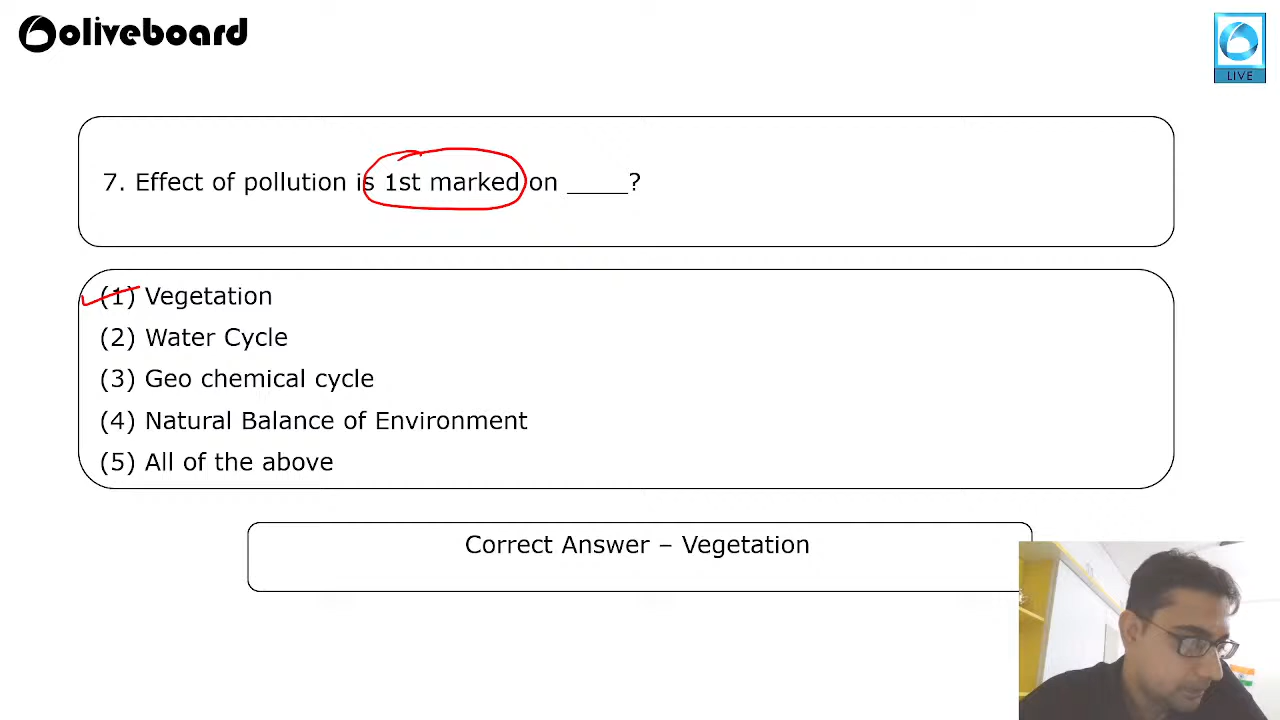 oliveboard
LIVE
7. Effect of pollution is 1st marked on _____?
(1) Vegetation
(2) Water Cycle
(3) Geo chemical cycle
(4) Natural Balance of Environment
(5) All of the above
Correct Answer – Vegetation